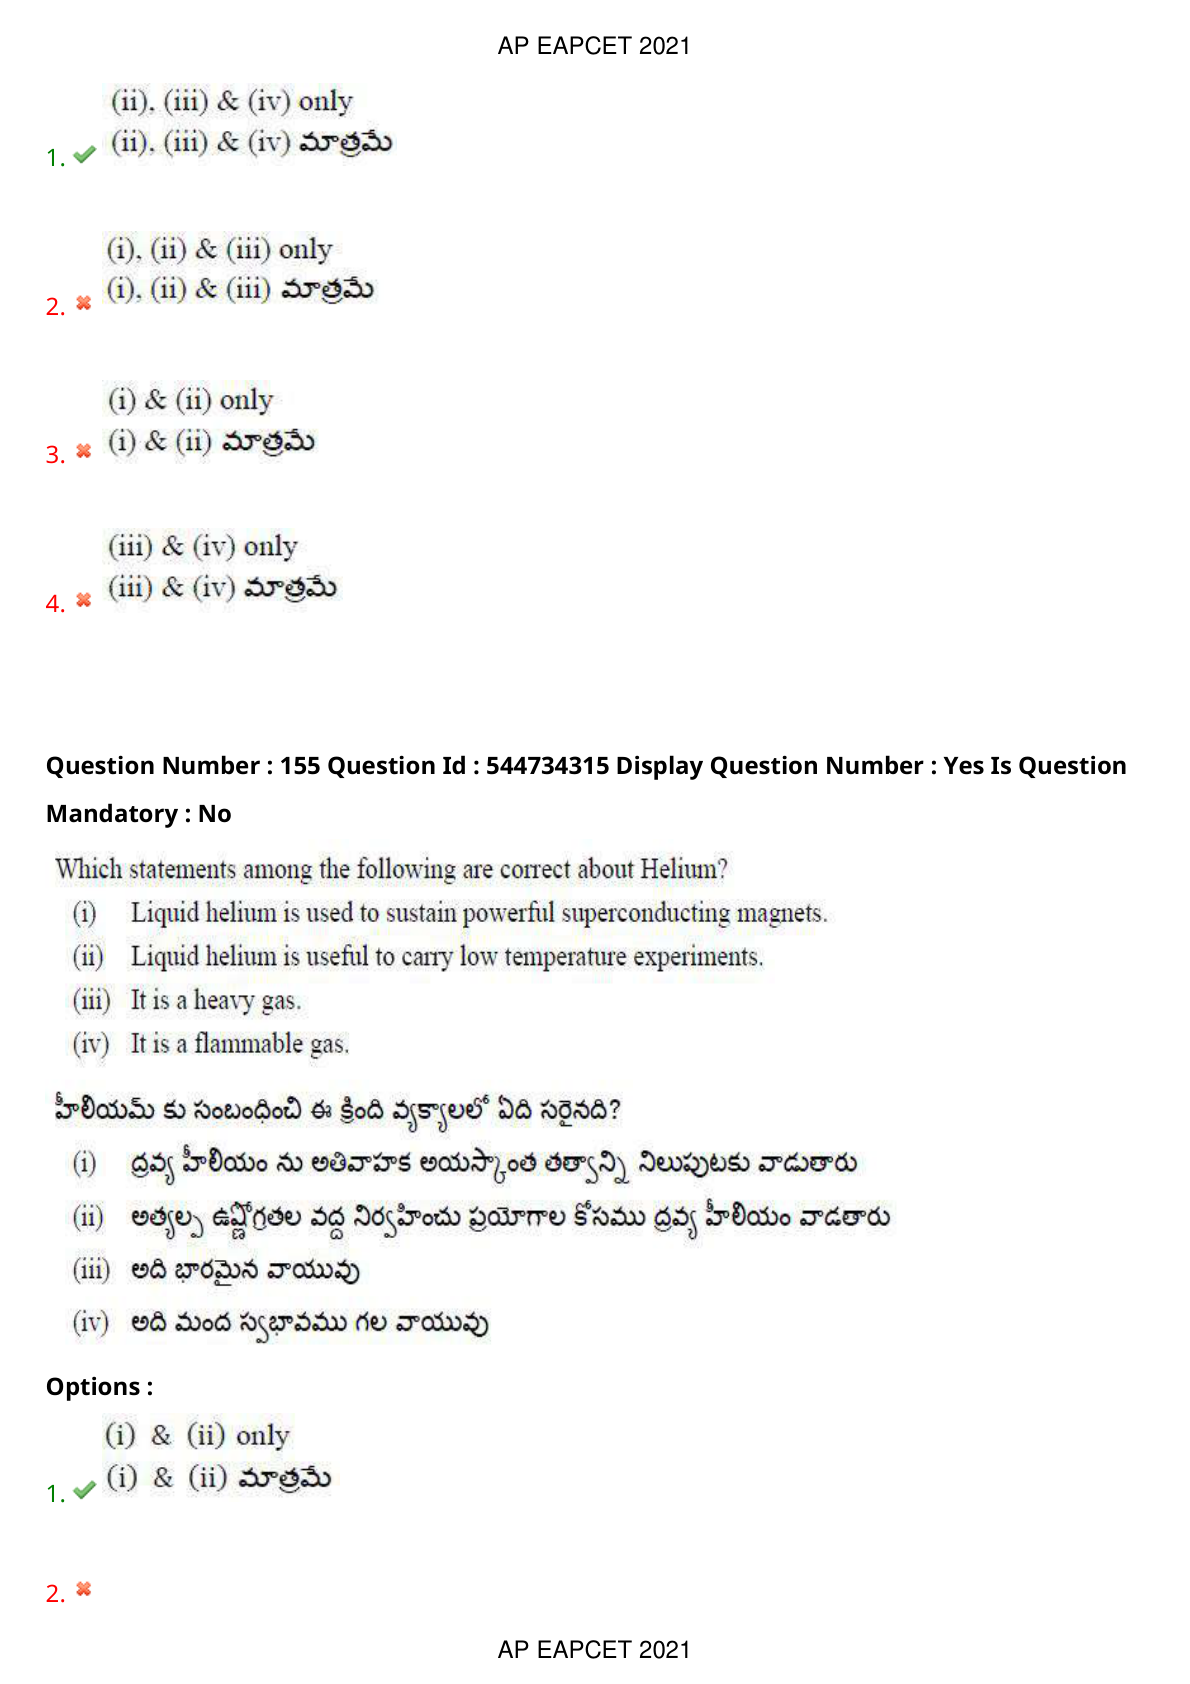 AP EAPCET 2021
(ii), (iii) & (iv) only
(ii), (iii) & (iv) మాత్రమే
1.
(i), (ii) & (iii) only
(i), (ii) & (iii) మాత్రమే
2.
(i) & (ii) only
(i) & (ii) మాత్రమే
3.
(iii) & (iv) only
(iii) & (iv) మాత్రమే
4.
Question Number : 155 Question Id : 544734315 Display Question Number : Yes Is Question
Mandatory : No
Which statements among the following are correct about Helium?
(i) Liquid helium is used to sustain powerful superconducting magnets.
(ii) Liquid helium is useful to carry low temperature experiments.
(iii) It is a heavy gas.
(iv) It is a flammable gas.
హీలియమ్ కు సంబంధించి ఈ క్రింది వ్యక్యాలలో ఏది సరైనది?
(i) ద్రవ్య హీలియం ను అతివాహక అయస్కాంత తత్వాన్ని నిలుపుటకు వాడుతారు
(ii) అత్యల్ప ఉష్ణోగ్రతల వద్ద నిర్వహించు ప్రయోగాల కోసము ద్రవ్య హీలియం వాడతారు
(iii) అది భారమైన వాయువు
(iv) అది మంద స్వభావము గల వాయువు
Options :
(i) & (ii) only
(i) & (ii) మాత్రమే
1.
2.
AP EAPCET 2021